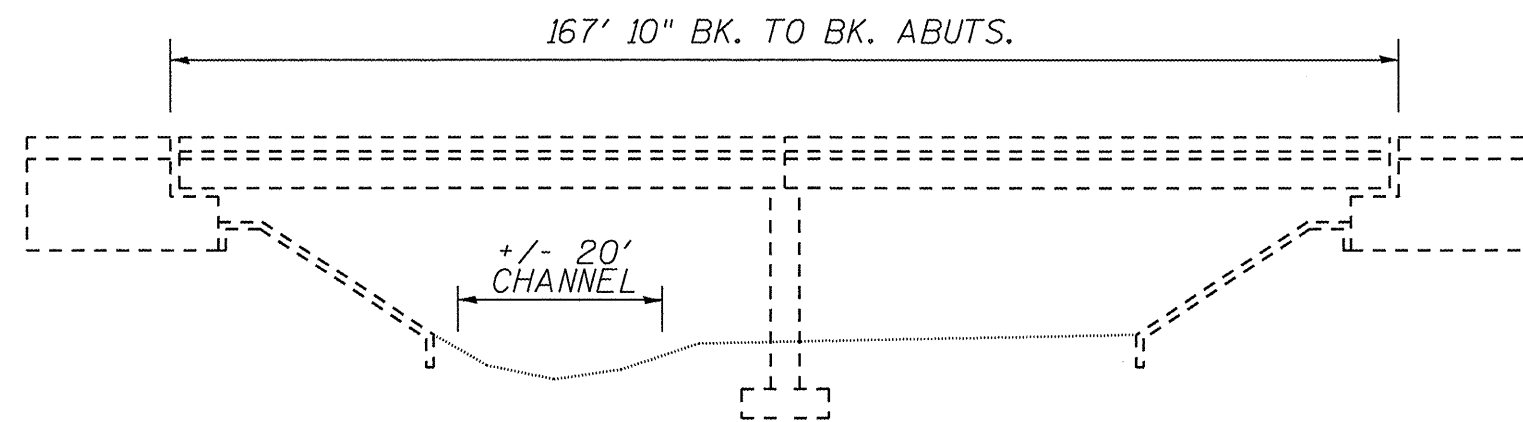 167' 10" BK. TO BK. ABUTS.
+/- 20'
CHANNEL